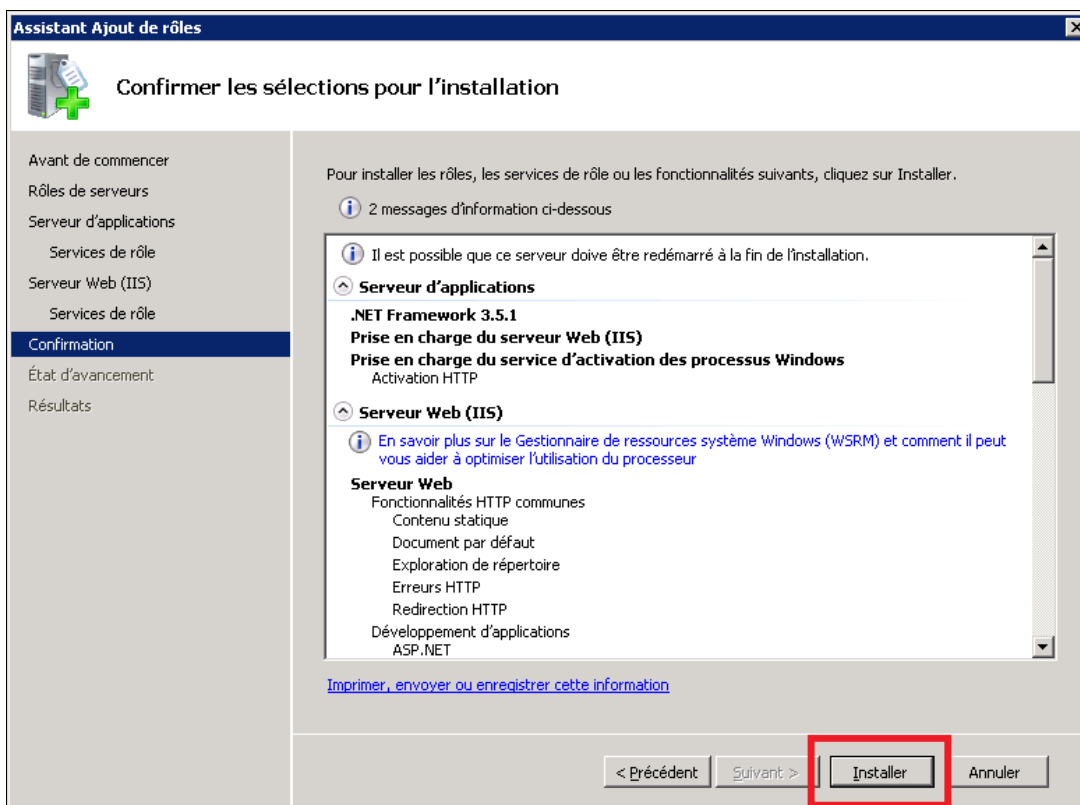 Assistant Ajout de rôles
Confirmer les sélections pour l'installation
Avant de commencer
Rôles de serveurs
Serveur d'applications
Services de rôle
Serveur Web (IIS)
Services de rôle
Confirmation
État d'avancement
Résultats
Pour installer les rôles, les services de rôle ou les fonctionnalités suivants, cliquez sur Installer.
2 messages d'information ci-dessous
Il est possible que ce serveur doive être redémarré à la fin de l'installation.
Serveur d'applications
.NET Framework 3.5.1
Prise en charge du serveur Web (IIS)
Prise en charge du service d'activation des processus Windows
Activation HTTP
Serveur Web (IIS)
En savoir plus sur le Gestionnaire de ressources système Windows (WSRM) et comment il peut
vous aider à optimiser l'utilisation du processeur
Serveur Web
Fonctionnalités HTTP communes
Contenu statique
Document par défaut
Exploration de répertoire
Erreurs HTTP
Redirection HTTP
Développement d'applications
ASP.NET
Imprimer, envoyer ou enregistrer cette information
< Précédent
Suivant >
Installer
Annuler